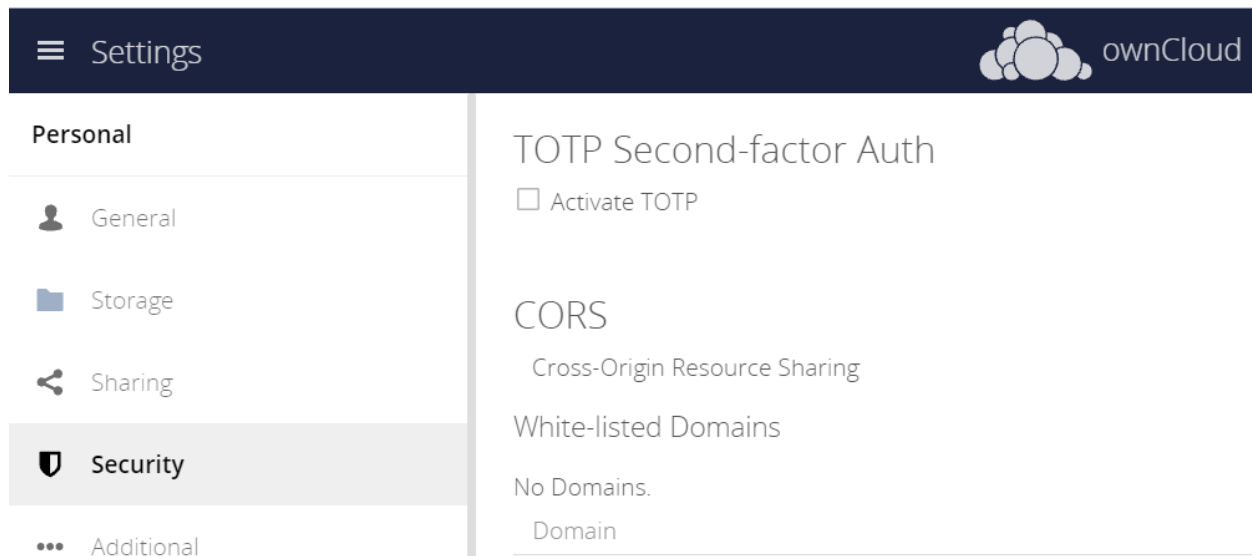 Settings
ownCloud
Personal
General
Storage
Sharing
Security
Additional
TOTP Second-factor Auth
Activate TOTP
CORS
Cross-Origin Resource Sharing
White-listed Domains
No Domains.
Domain